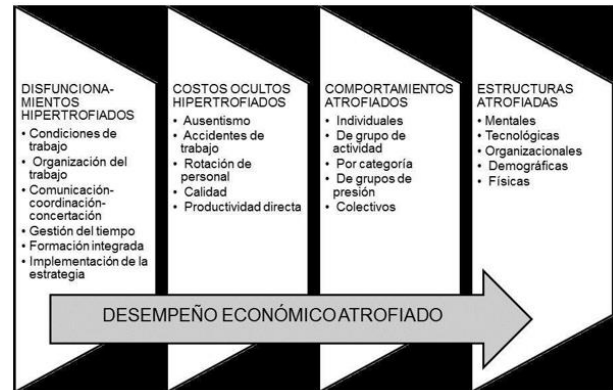 DISFUNCIONA-
MIENTOS
HIPERTROFIADOS
• Condiciones de
trabajo
• Organización del
trabajo
• Comunicación-
coordinación-
concertación
• Gestión del tiempo
• Formación integrada
• Implementación de la
estrategia
COSTOS OCULTOS
HIPERTROFIADOS
• Ausentismo
• Accidentes de
trabajo
• Rotación de
personal
• Calidad
• Productividad directa
COMPORTAMIENTOS
ATROFIADOS
• Individuales
• De grupo de
actividad
• Por categoría
• De grupos de
presión
• Colectivos
ESTRUCTURAS
ATROFIADAS
• Mentales
• Tecnológicas
• Organizacionales
• Demográficas
• Físicas
DESEMPEÑO ECONÓMICO ATROFIADO